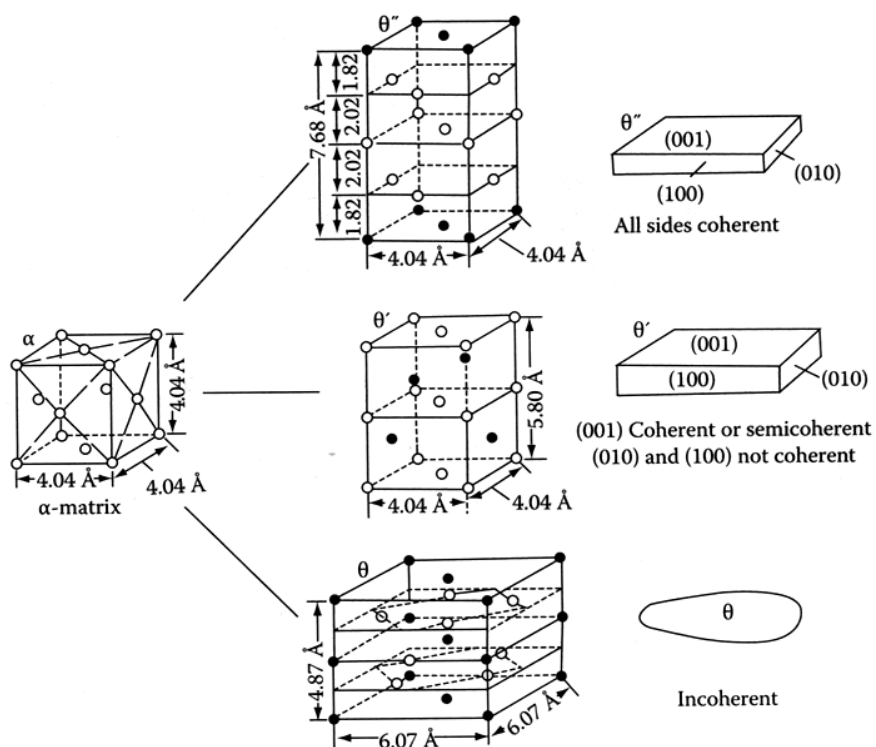 θ″
1.82
2.02
7.68 Å
2.02
1.82
4.04 Å
4.04 Å
θ″
(001)
(100)
(010)
All sides coherent
α
4.04 Å
4.04 Å
4.04 Å
α-matrix
θ′
5.80 Å
4.04 Å
4.04 Å
θ′
(001)
(100)
(010)
(001) Coherent or semicoherent
(010) and (100) not coherent
θ
4.87 Å
6.07 Å
6.07 Å
θ
Incoherent